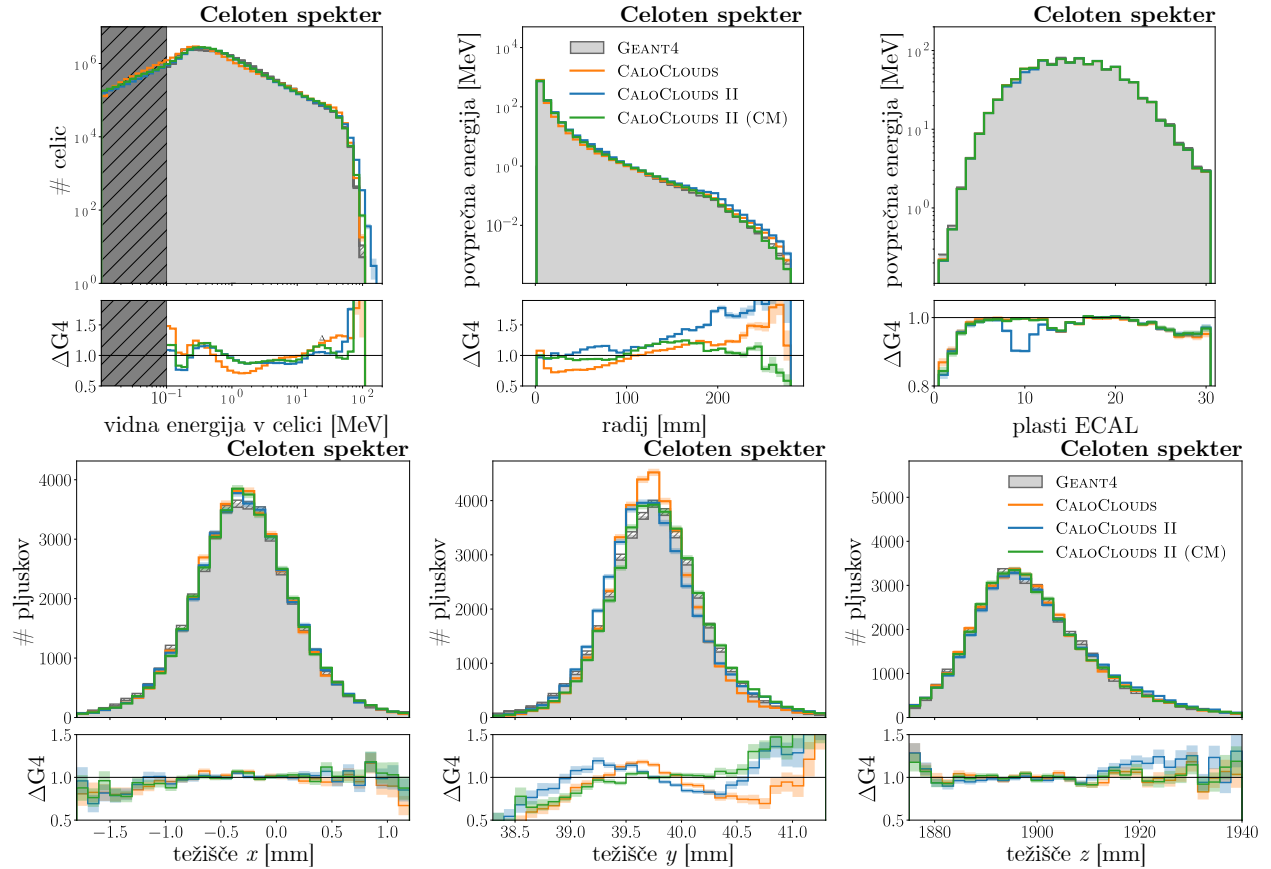 Celoten spekter
# celic
10^6
10^4
10^2
10^0
ΔG4
1.5
1.0
0.5
10^−1
10^0
10^1
10^2
vidna energija v celici [MeV]
Celoten spekter
povprečna energija [MeV]
10^4
10^2
10^0
10^−2
GEANT4
CALOCLOUDS
CALOCLOUDS II
CALOCLOUDS II (CM)
ΔG4
1.5
1.0
0.5
0 100 200
radij [mm]
Celoten spekter
povprečna energija [MeV]
10^2
10^1
10^0
ΔG4
1.0
0.8
0 10 20 30
plasti ECAL
Celoten spekter
# pljuskov
4000
3000
2000
1000
0
ΔG4
1.5
1.0
0.5
−1.5 −1.0 −0.5 0.0 0.5 1.0
težišče x [mm]
Celoten spekter
# pljuskov
5000
4000
3000
2000
1000
0
ΔG4
1.5
1.0
0.5
38.5 39.0 39.5 40.0 40.5 41.0
težišče y [mm]
Celoten spekter
# pljuskov
5000
4000
3000
2000
1000
0
GEANT4
CALOCLOUDS
CALOCLOUDS II
CALOCLOUDS II (CM)
ΔG4
1.5
1.0
0.5
1880 1900 1920 1940
težišče z [mm]